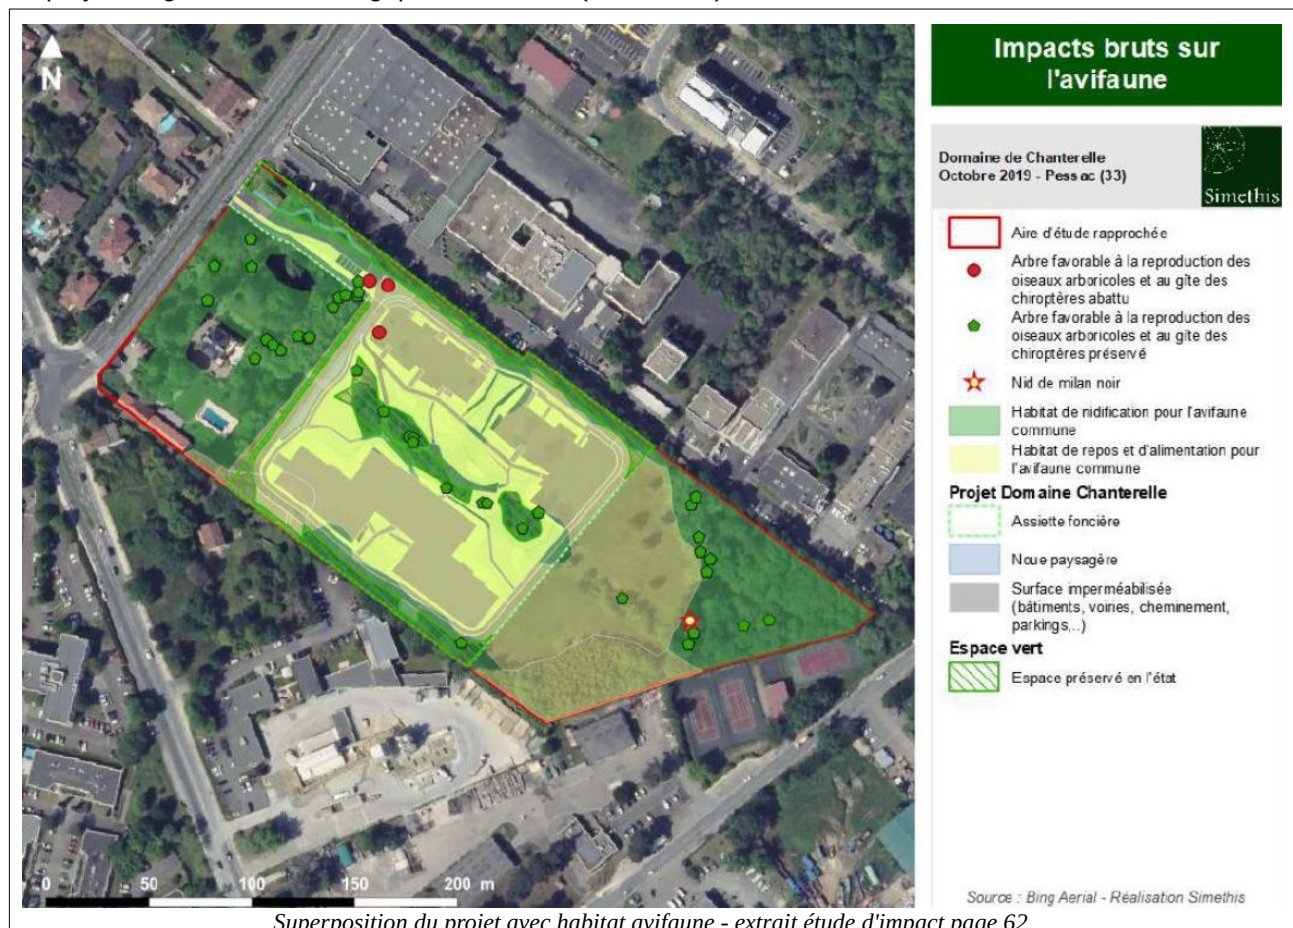 N
0 50 100 150 200 m
Impacts bruts sur
l'avifaune
Domaine de Chanterelle
Octobre 2019 - Pessac (33)
Simethis
Aire d'étude rapprochée
Arbre favorable à la reproduction des
oiseaux arboricoles et au gîte des
chiroptères abattu
Arbre favorable à la reproduction des
oiseaux arboricoles et au gîte des
chiroptères préservé
Nid de milan noir
Habitat de nidification pour l'avifaune
commune
Habitat de repos et d'alimentation pour
l'avifaune commune
Projet Domaine Chanterelle
Assiette foncière
Noue paysagère
Surface imperméabilisée
(bâtiments, voiries, cheminement,
parkings,..)
Espace vert
Espace préservé en l'état
Source : Bing Aerial - Réalisation Simethis
Superposition du projet avec habitat avifaune - extrait étude d'impact page 62